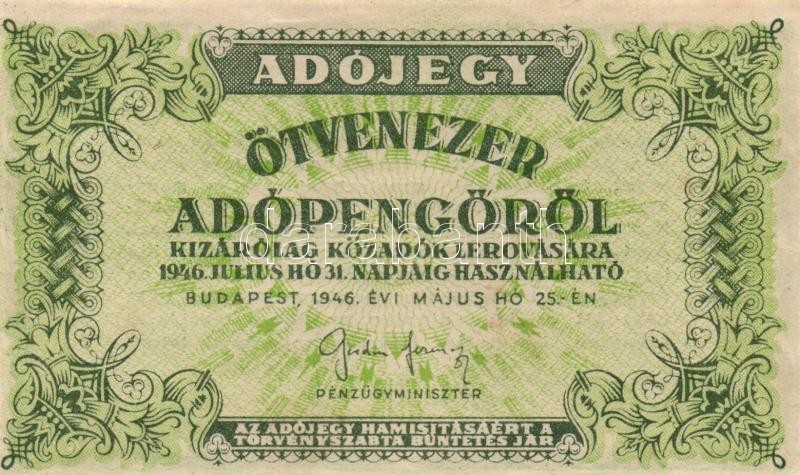 ADÓJEGY
ÖTVENEZER
ADÓPENGŐRŐL
KIZÁRÓLAG KÖZADÓK LEROVÁSÁRA
1946. JULIUS HÓ 31. NAPJÁIG HASZNÁLHATÓ
BUDAPEST, 1946. ÉVI MÁJUS HÓ 25.-ÉN
PÉNZÜGYMINISZTER
AZ ADÓJEGY HAMISITÁSÁÉRT A
TÖRVÉNYSZABTA BÜNTETÉS JÁR